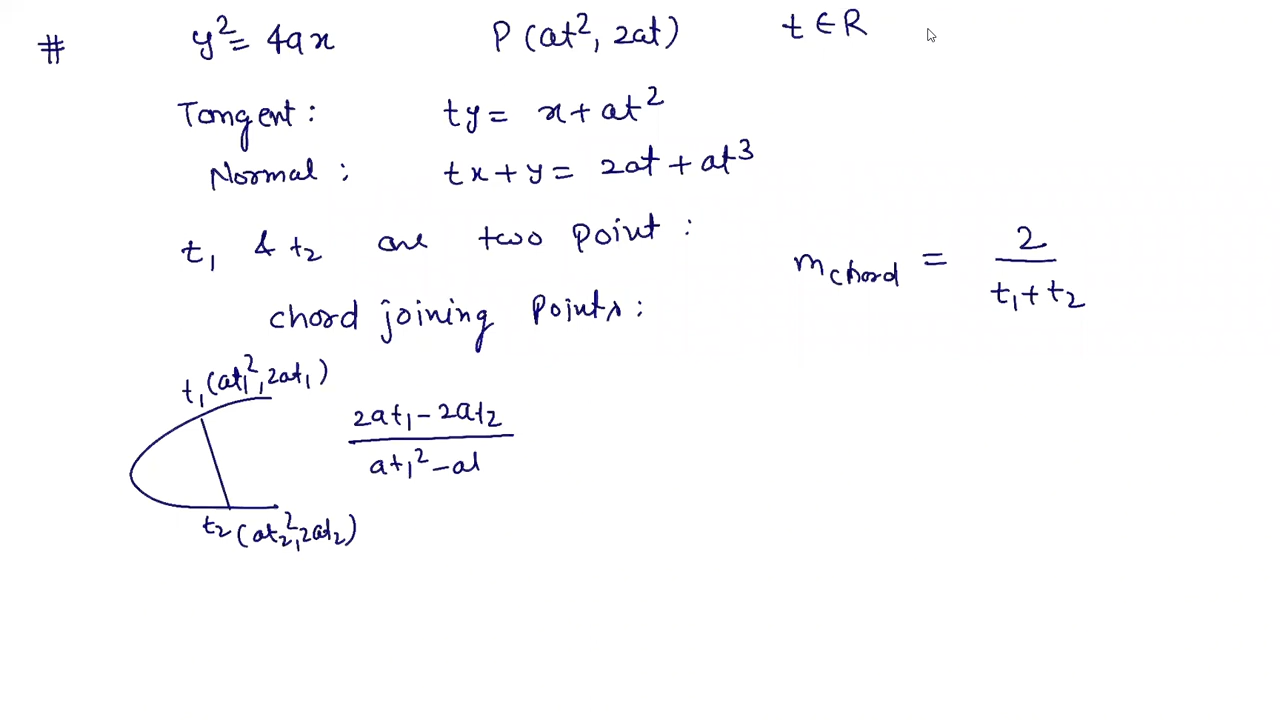 # y² = 4ax P(at², 2at) t ∈ R
Tangent : ty = x + at²
Normal : tx + y = 2at + at³
t₁ & t₂ are two point :
m_chord = 2/(t₁ + t₂)
chord joining points :
t₁(at₁², 2at₁)
(2at₁ - 2at₂)/(at₁² - at
t₂(at₂², 2at₂)